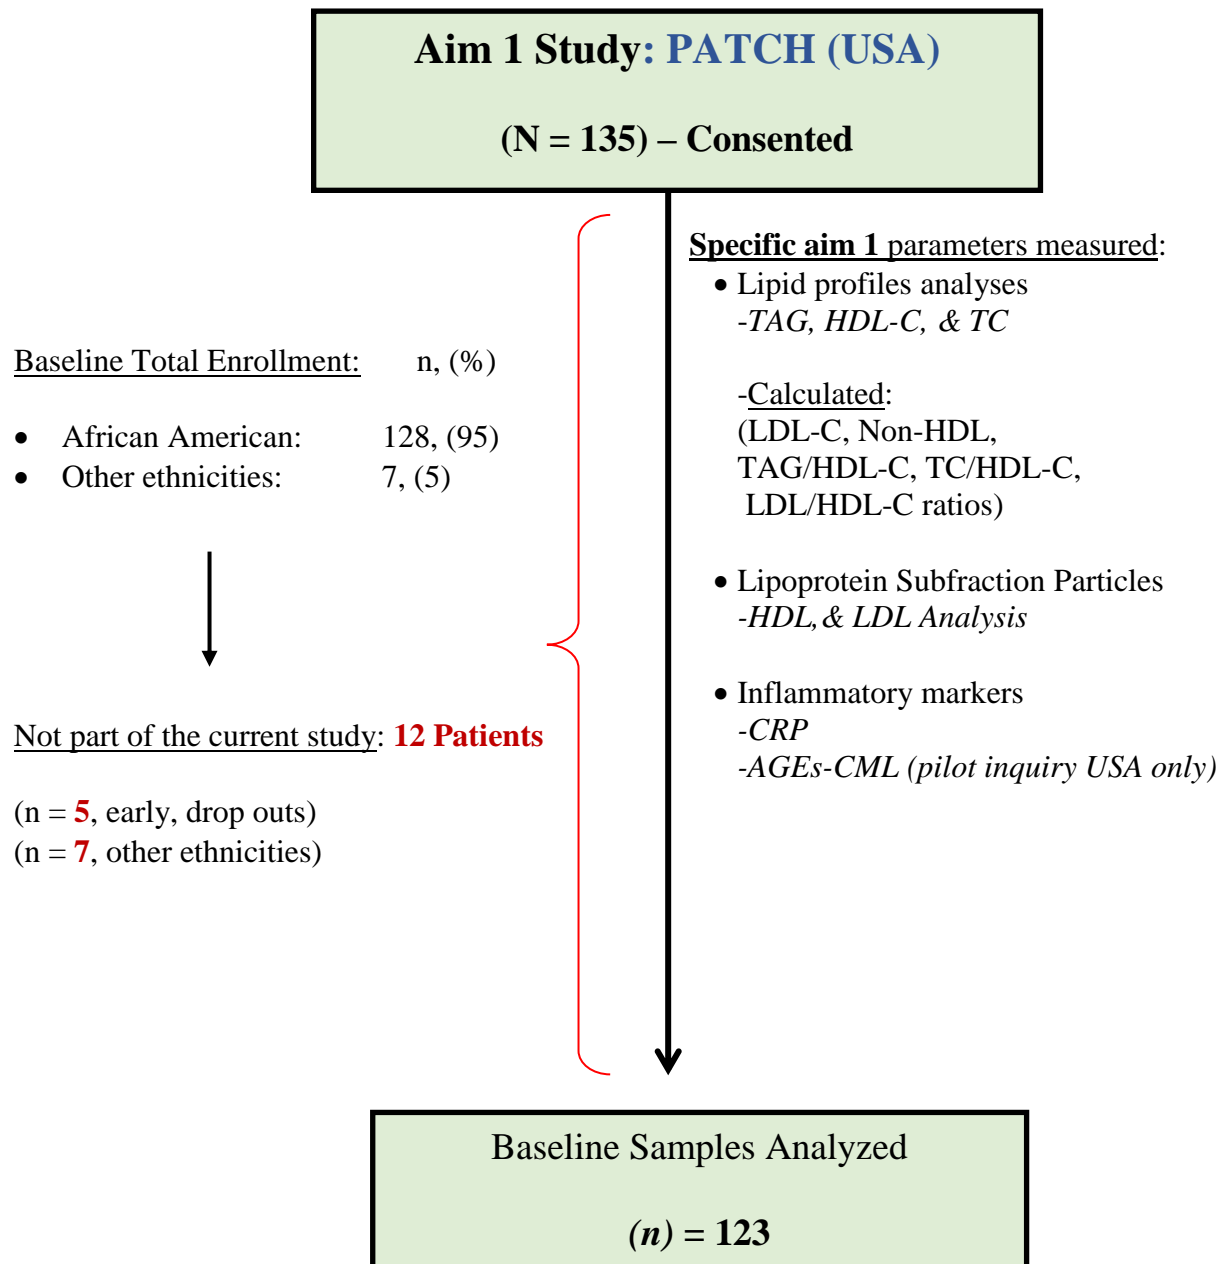 Aim 1 Study: PATCH (USA)
(N = 135) – Consented
Baseline Total Enrollment: n, (%)
• African American: 128, (95)
• Other ethnicities: 7, (5)
Not part of the current study: 12 Patients
(n = 5, early, drop outs)
(n = 7, other ethnicities)
Specific aim 1 parameters measured:
• Lipid profiles analyses
-TAG, HDL-C, & TC
-Calculated:
(LDL-C, Non-HDL,
TAG/HDL-C, TC/HDL-C,
LDL/HDL-C ratios)
• Lipoprotein Subfraction Particles
-HDL,& LDL Analysis
• Inflammatory markers
-CRP
-AGEs-CML (pilot inquiry USA only)
Baseline Samples Analyzed
(n) = 123